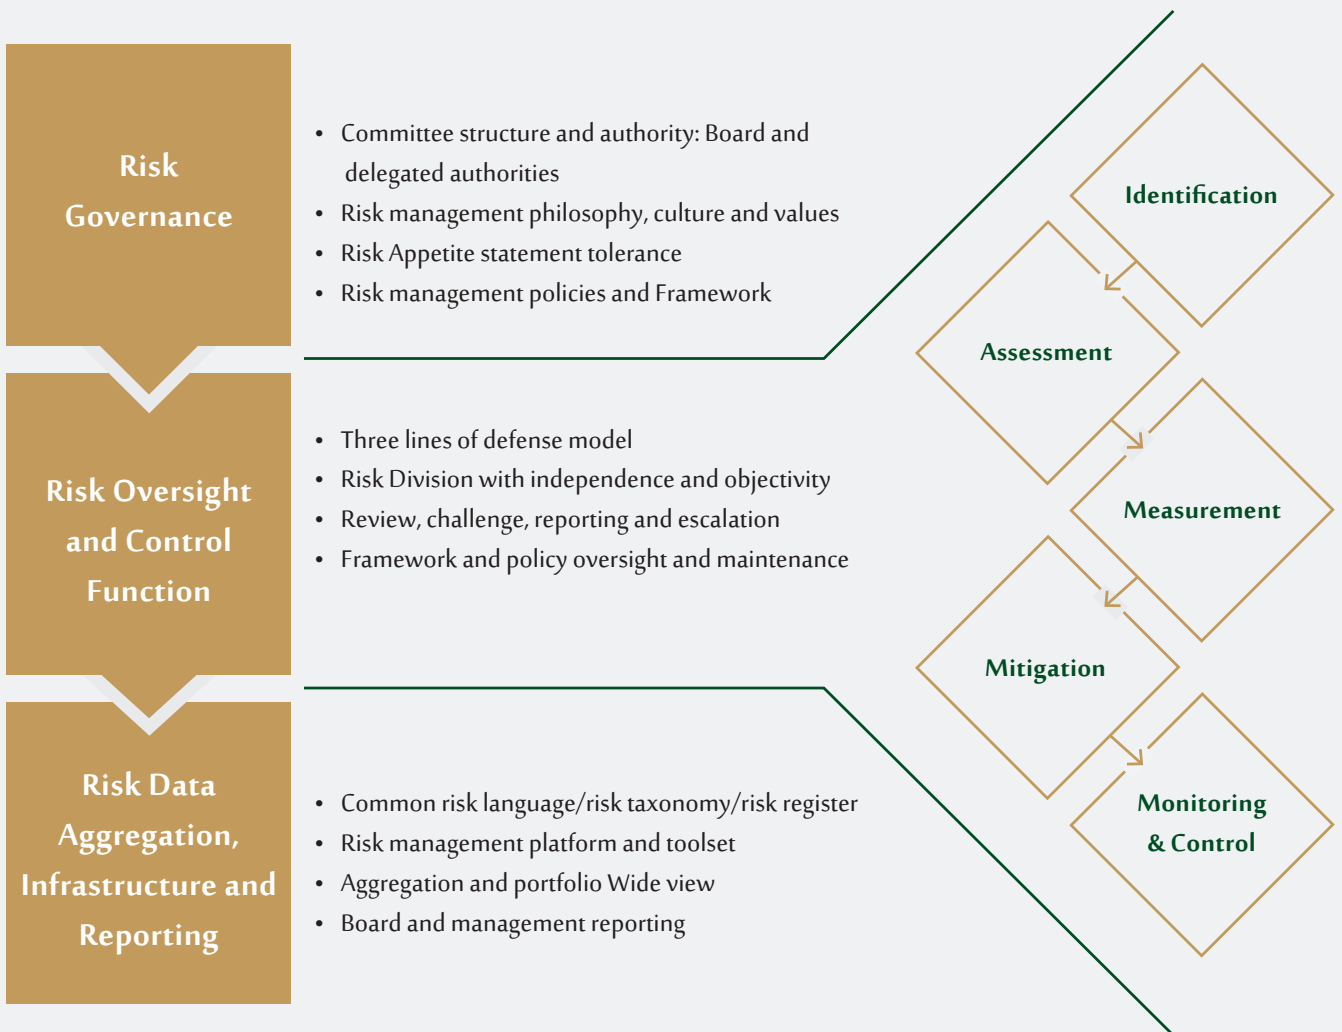 Risk
Governance
• Committee structure and authority: Board and
delegated authorities
• Risk management philosophy, culture and values
• Risk Appetite statement tolerance
• Risk management policies and Framework
Risk Oversight
and Control
Function
• Three lines of defense model
• Risk Division with independence and objectivity
• Review, challenge, reporting and escalation
• Framework and policy oversight and maintenance
Risk Data
Aggregation,
Infrastructure and
Reporting
• Common risk language/risk taxonomy/risk register
• Risk management platform and toolset
• Aggregation and portfolio Wide view
• Board and management reporting
Identification
Assessment
Measurement
Mitigation
Monitoring
& Control